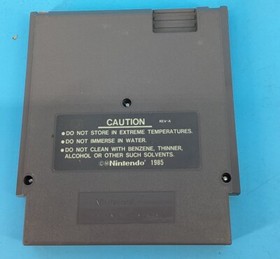 CAUTION REV-A
•DO NOT STORE IN EXTREME TEMPERATURES.
•DO NOT IMMERSE IN WATER.
•DO NOT CLEAN WITH BENZENE, THINNER,
ALCOHOL OR OTHER SUCH SOLVENTS.
©®Nintendo® 1985